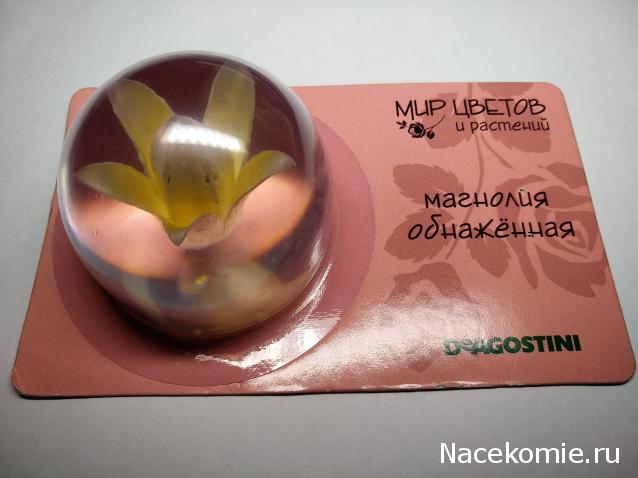 МИР ЦВЕТОВ
и растений
магнолия
обнажённая
DeAGOSTINI
Nacekomie.ru